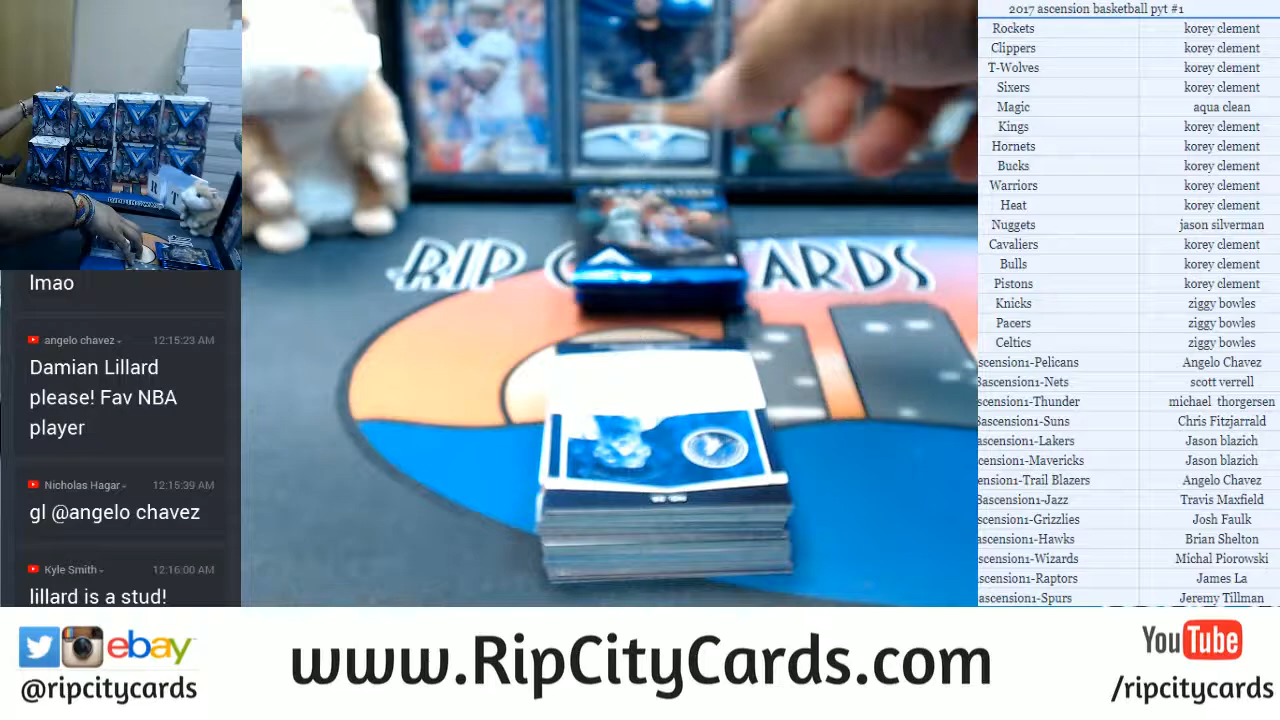 2017 ascension basketball pyt #1
Rockets korey clement
Clippers korey clement
T-Wolves korey clement
Sixers korey clement
Magic aqua clean
Kings korey clement
Hornets korey clement
Bucks korey clement
Warriors korey clement
Heat korey clement
Nuggets jason silverman
Cavaliers korey clement
Bulls korey clement
Pistons korey clement
Knicks ziggy bowles
Pacers ziggy bowles
Celtics ziggy bowles
scension1-Pelicans Angelo Chavez
ascension1-Nets scott verrell
scension1-Thunder michael thorgersen
ascension1-Suns Chris Fitzjarrald
ascension1-Lakers Jason blazich
cension1-Mavericks Jason blazich
ension1-Trail Blazers Angelo Chavez
ascension1-Jazz Travis Maxfield
scension1-Grizzlies Josh Faulk
ascension1-Hawks Brian Shelton
ascension1-Wizards Michal Piorowski
ascension1-Raptors James La
ascension1-Spurs Jeremy Tillman
lmao
angelo chavez 12:15:23 AM
Damian Lillard
please! Fav NBA
player
Nicholas Hagar 12:15:39 AM
gl @angelo chavez
Kyle Smith 12:16:00 AM
lillard is a stud!
RIP C ARDS
ebay
@ripcitycards
www.RipCityCards.com
YouTube
/ripcitycards